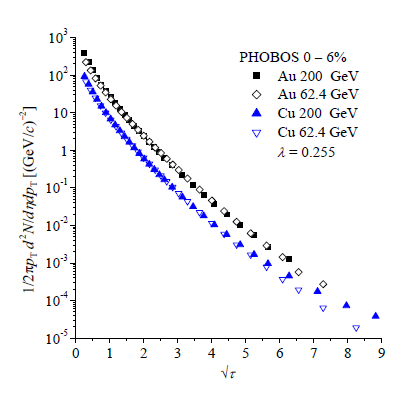 10³
10²
10
1
10⁻¹
10⁻²
10⁻³
10⁻⁴
10⁻⁵
1/2πp_T d²N/dηdp_T [(GeV/c)⁻²]
PHOBOS 0 – 6%
Au 200 GeV
Au 62.4 GeV
Cu 200 GeV
Cu 62.4 GeV
λ = 0.255
0 1 2 3 4 5 6 7 8 9
√τ